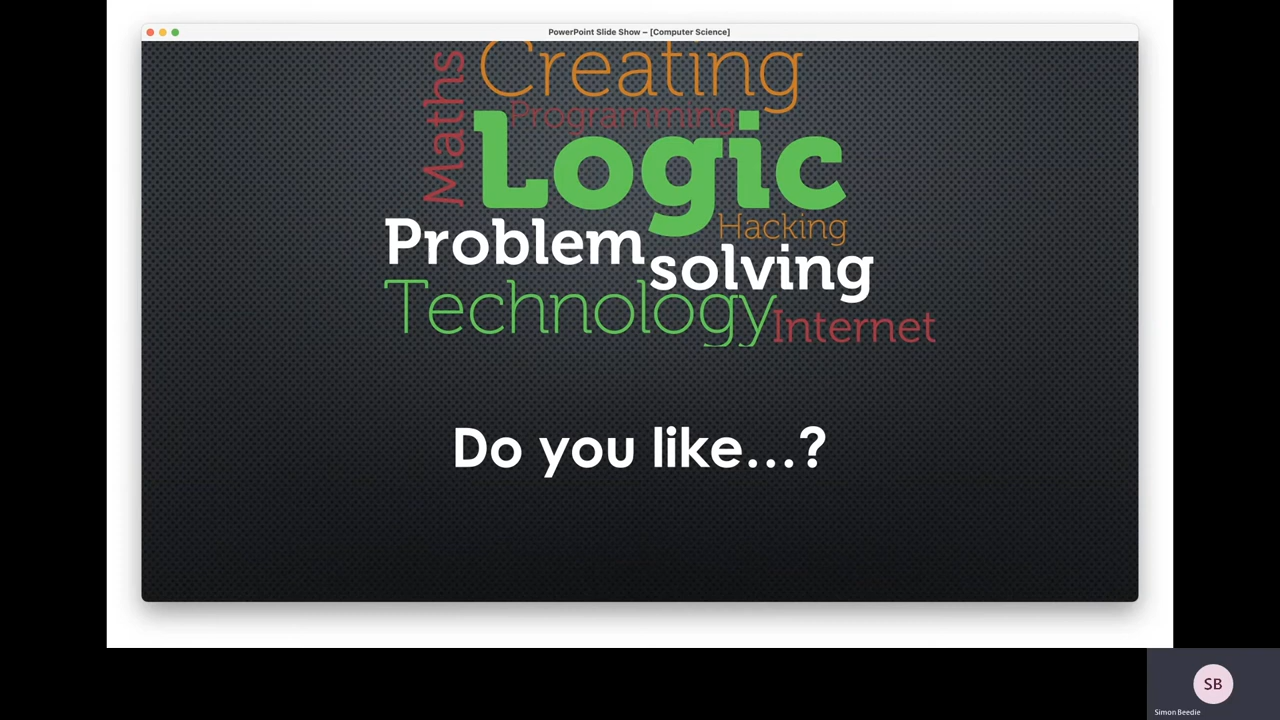 PowerPoint Slide Show – [Computer Science]
Creating
Maths
Programming
Logic
Hacking
Problem
solving
Technology
Internet
Do you like...?
SB
Simon Beedie